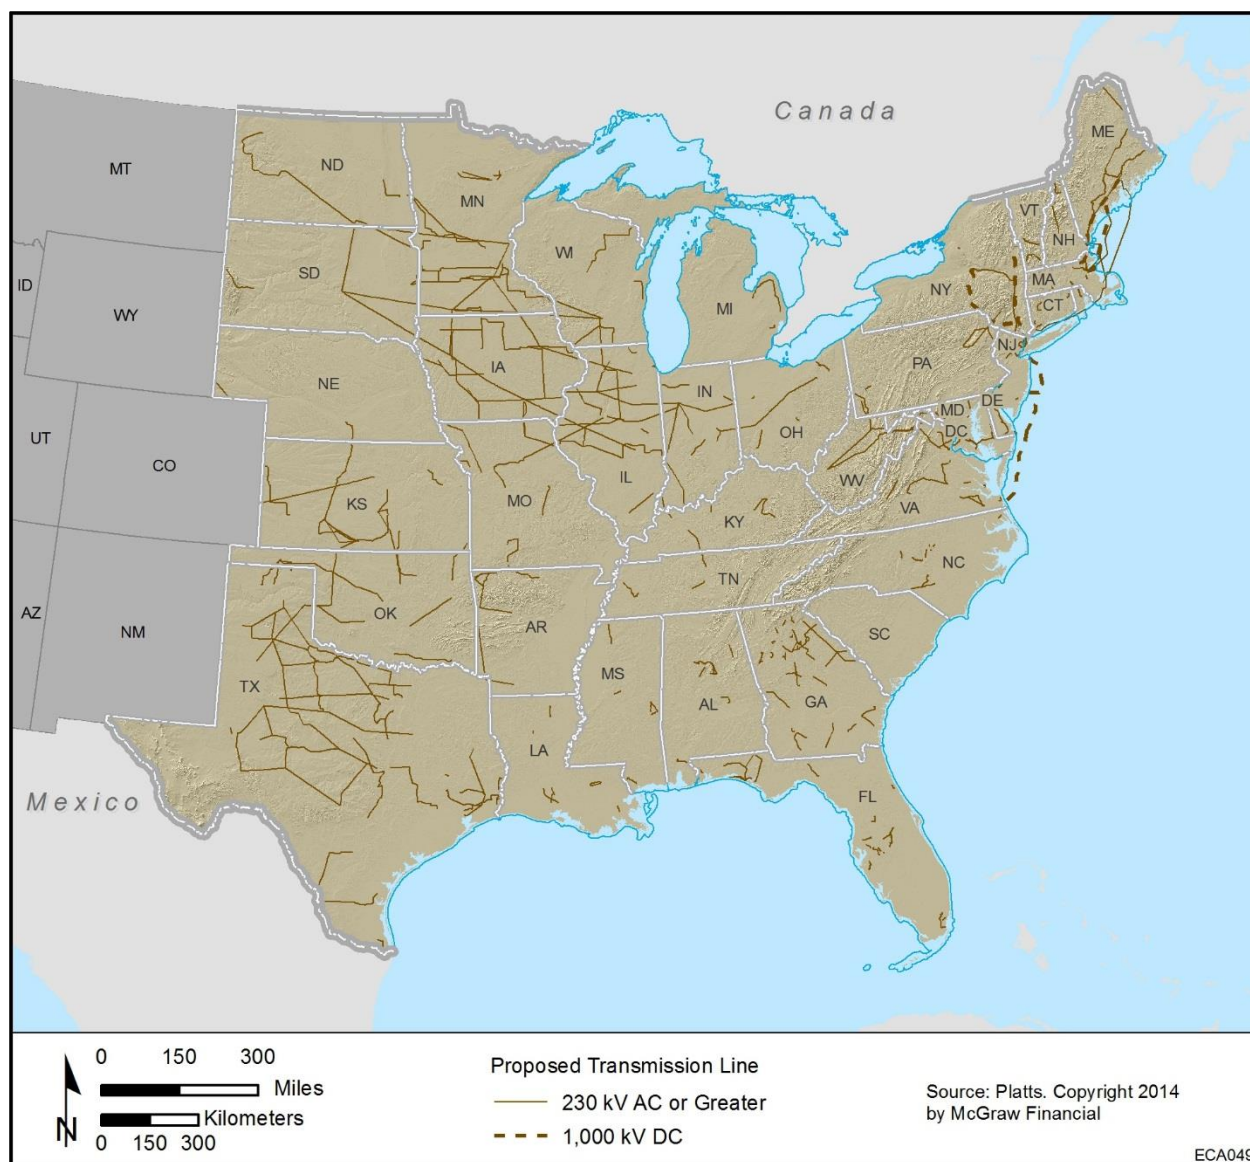 Canada
ME
MT
ND
MN
VT
NH
WI
SD
ID
NY
MA
WY
MI
CT
NJ
PA
IA
NE
IN
DE
MD
OH
DC
UT
CO
IL
WV
KS
MO
VA
KY
NC
TN
AZ
NM
OK
AR
SC
MS
TX
AL
GA
LA
Mexico
FL
0 150 300
Miles
Kilometers
0 150 300
N
Proposed Transmission Line
230 kV AC or Greater
1,000 kV DC
Source: Platts. Copyright 2014
by McGraw Financial
ECA049